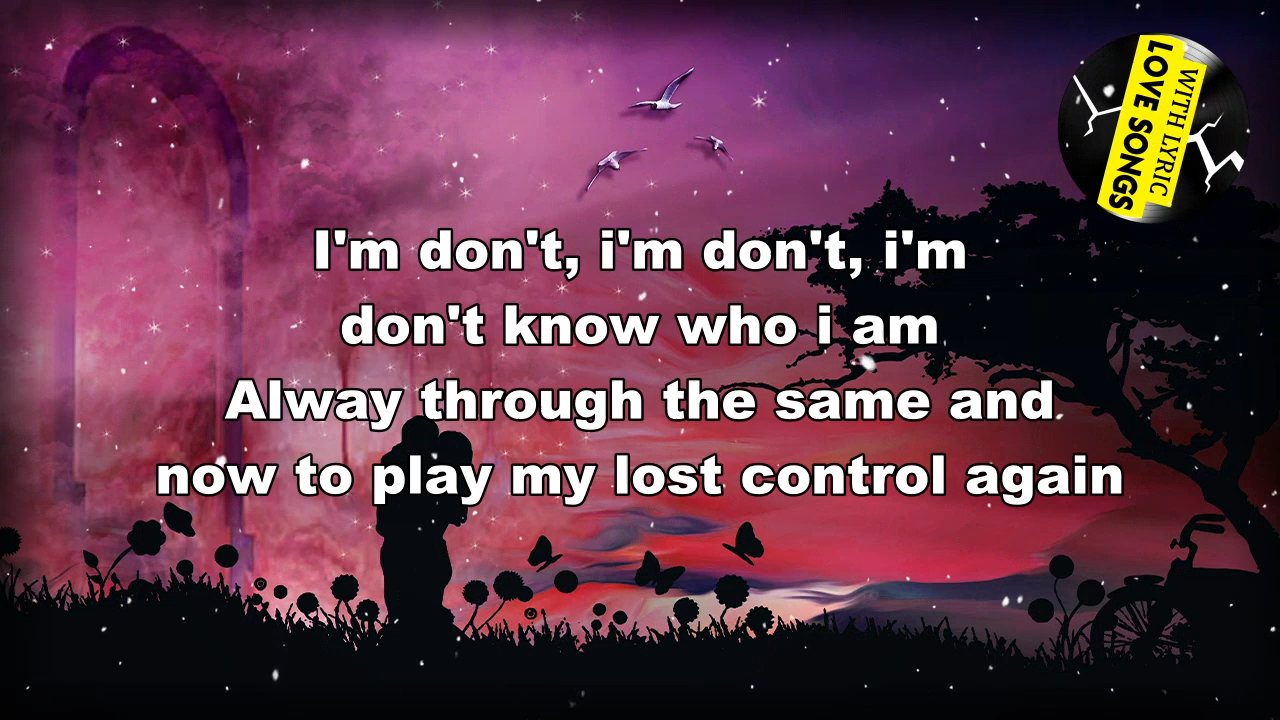 LOVE SONGS
WITH LYRIC
I'm don't, i'm don't, i'm
don't know who i am
Alway through the same and
now to play my lost control again